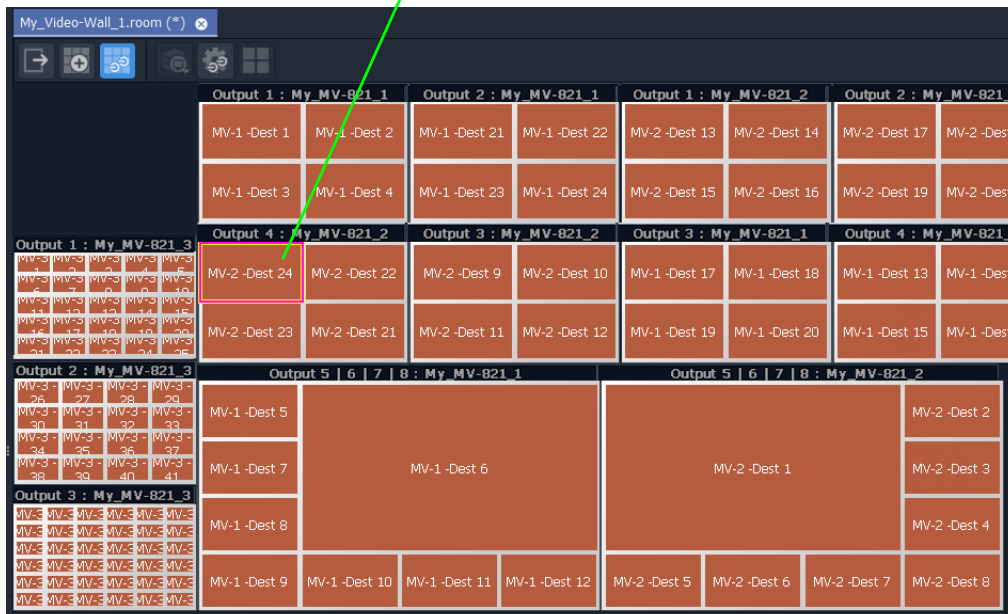 My_Video-Wall_1.room (*)
Output 1 : My_MV-821_1
Output 2 : My_MV-821_1
Output 1 : My_MV-821_2
Output 2 : My_MV-821_
MV-1 -Dest 1
MV-1 -Dest 2
MV-1 -Dest 21
MV-1 -Dest 22
MV-2 -Dest 13
MV-2 -Dest 14
MV-2 -Dest 17
MV-2 -Des
MV-1 -Dest 3
MV-1 -Dest 4
MV-1 -Dest 23
MV-1 -Dest 24
MV-2 -Dest 15
MV-2 -Dest 16
MV-2 -Dest 19
MV-2 -Des
Output 4 : My_MV-821_2
Output 3 : My_MV-821_2
Output 3 : My_MV-821_1
Output 4 : My_MV-821_
MV-2 -Dest 24
MV-2 -Dest 22
MV-2 -Dest 9
MV-2 -Dest 10
MV-1 -Dest 17
MV-1 -Dest 18
MV-1 -Dest 13
MV-1 -Des
MV-2 -Dest 23
MV-2 -Dest 21
MV-2 -Dest 11
MV-2 -Dest 12
MV-1 -Dest 19
MV-1 -Dest 20
MV-1 -Dest 15
MV-1 -Des
Output 1 : My_MV-821_3
Output 2 : My_MV-821_3
MV-3 - MV-3 - MV-3 - MV-3 -
26 27 28 29
MV-3 - MV-3 - MV-3 - MV-3 -
30 31 32 33
MV-3 - MV-3 - MV-3 - MV-3 -
34 35 36 37
MV-3 - MV-3 - MV-3 - MV-3 -
38 39 40 41
Output 3 : My_MV-821_3
Output 5 | 6 | 7 | 8 : My_MV-821_1
MV-1 -Dest 5
MV-1 -Dest 6
MV-1 -Dest 7
MV-1 -Dest 8
MV-1 -Dest 9
MV-1 -Dest 10
MV-1 -Dest 11
MV-1 -Dest 12
Output 5 | 6 | 7 | 8 : My_MV-821_2
MV-2 -Dest 1
MV-2 -Dest 2
MV-2 -Dest 3
MV-2 -Dest 4
MV-2 -Dest 5
MV-2 -Dest 6
MV-2 -Dest 7
MV-2 -Dest 8